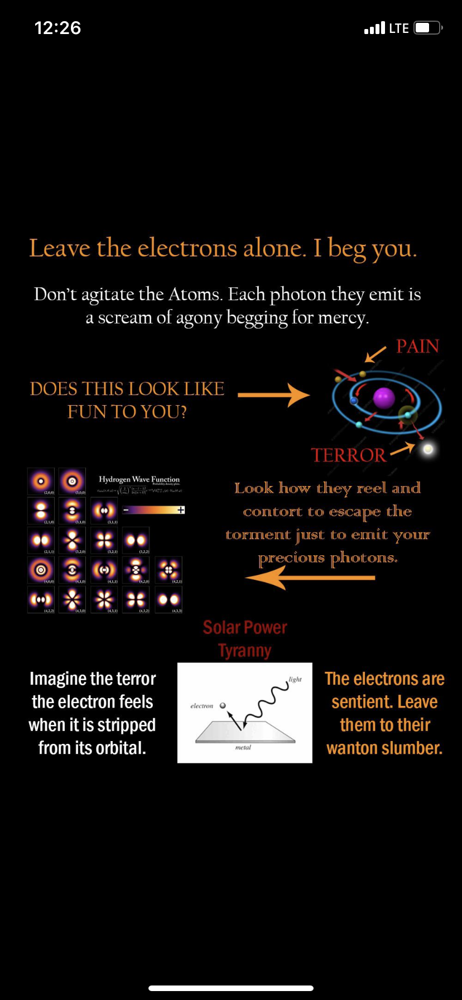 12:26
LTE
Leave the electrons alone. I beg you.
Don't agitate the Atoms. Each photon they emit is
a scream of agony begging for mercy.
PAIN
DOES THIS LOOK LIKE
FUN TO YOU?
TERROR
Hydrogen Wave Function
Probability density plots.
- +
(2,0,0) (3,0,0)
(2,1,0) (3,1,0) (3,1,1)
(2,1,1) (3,2,0) (3,2,1) (3,2,2)
(4,0,0) (4,1,0) (4,1,1) (4,2,0) (4,2,1)
(4,2,2) (4,3,0) (4,3,1) (4,3,2) (4,3,3)
Look how they reel and
contort to escape the
torment just to emit your
precious photons.
Solar Power
Tyranny
Imagine the terror
the electron feels
when it is stripped
from its orbital.
light
electron
metal
The electrons are
sentient. Leave
them to their
wanton slumber.